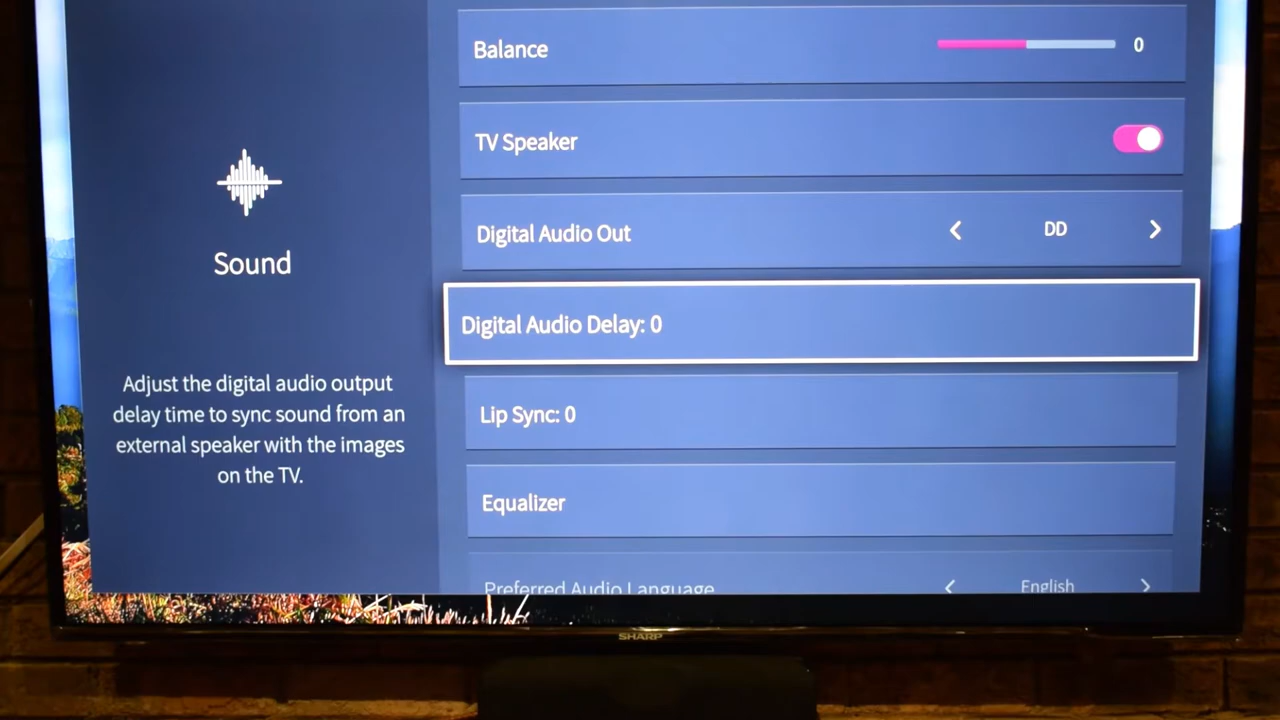 Balance 0
TV Speaker
Digital Audio Out DD
Sound
Digital Audio Delay: 0
Adjust the digital audio output
delay time to sync sound from an
external speaker with the images
on the TV.
Lip Sync: 0
Equalizer
Preferred Audio Language English
SHARP